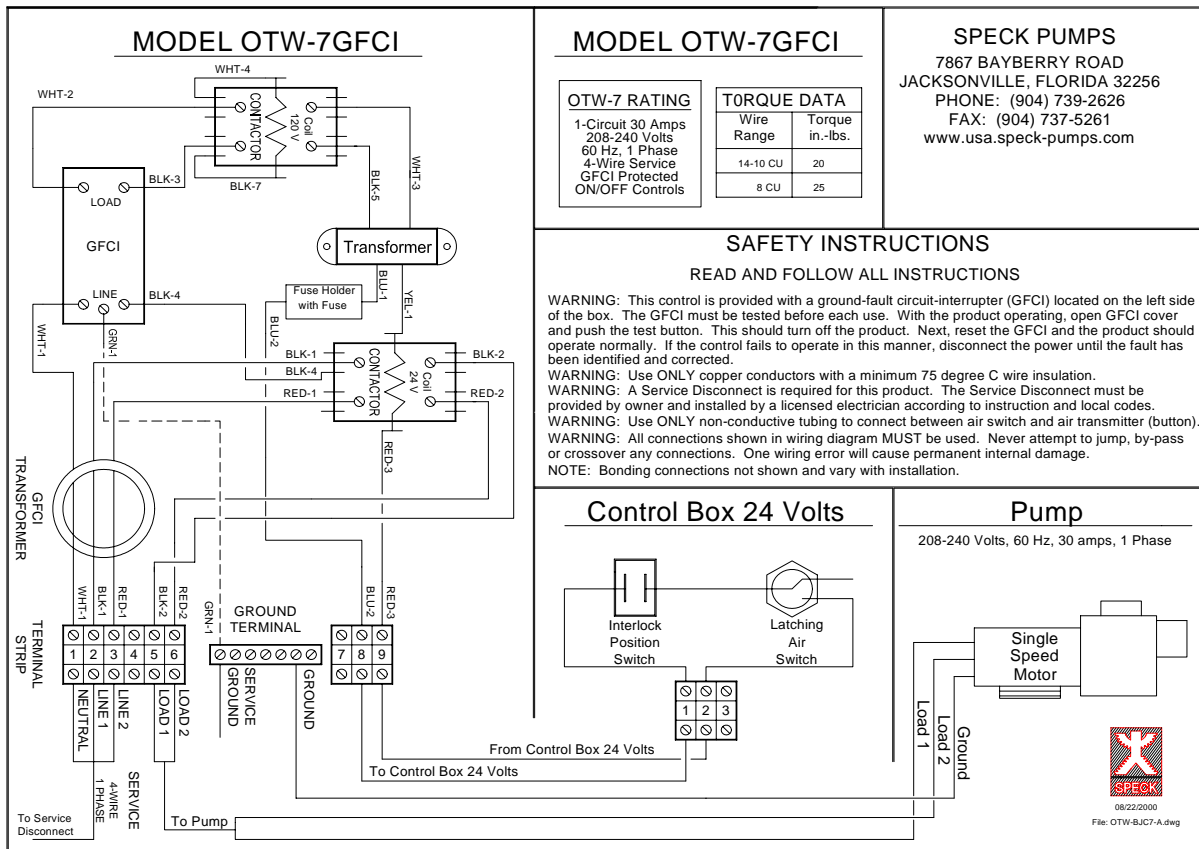 MODEL OTW-7GFCI
WHT-4
WHT-2
CONTACTOR
Coil
120 V
BLK-3
BLK-7
BLK-5
WHT-3
LOAD
GFCI
LINE
Transformer
BLK-4
WHT-1
GRN-1
Fuse Holder
with Fuse
BLU-1
YEL-1
BLU-2
BLK-1
BLK-4
RED-1
CONTACTOR
Coil
24 V
BLK-2
RED-2
RED-3
GFCI
TRANSFORMER
WHT-1
BLK-1
RED-1
BLK-2
RED-2
GRN-1
BLU-2
RED-3
TERMINAL
STRIP
1 2 3 4 5 6
GROUND
TERMINAL
7 8 9
NEUTRAL
LINE 1
LINE 2
LOAD 1
LOAD 2
SERVICE
GROUND
GROUND
SERVICE
4-WIRE
1 PHASE
To Service
Disconnect
To Pump
From Control Box 24 Volts
To Control Box 24 Volts
MODEL OTW-7GFCI
OTW-7 RATING
1-Circuit 30 Amps
208-240 Volts
60 Hz, 1 Phase
4-Wire Service
GFCI Protected
ON/OFF Controls
T0RQUE DATA
Wire Range Torque in.-lbs.
14-10 CU 20
8 CU 25
SPECK PUMPS
7867 BAYBERRY ROAD
JACKSONVILLE, FLORIDA 32256
PHONE: (904) 739-2626
FAX: (904) 737-5261
www.usa.speck-pumps.com
SAFETY INSTRUCTIONS
READ AND FOLLOW ALL INSTRUCTIONS
WARNING: This control is provided with a ground-fault circuit-interrupter (GFCI) located on the left side
of the box. The GFCI must be tested before each use. With the product operating, open GFCI cover
and push the test button. This should turn off the product. Next, reset the GFCI and the product should
operate normally. If the control fails to operate in this manner, disconnect the power until the fault has
been identified and corrected.
WARNING: Use ONLY copper conductors with a minimum 75 degree C wire insulation.
WARNING: A Service Disconnect is required for this product. The Service Disconnect must be
provided by owner and installed by a licensed electrician according to instruction and local codes.
WARNING: Use ONLY non-conductive tubing to connect between air switch and air transmitter (button).
WARNING: All connections shown in wiring diagram MUST be used. Never attempt to jump, by-pass
or crossover any connections. One wiring error will cause permanent internal damage.
NOTE: Bonding connections not shown and vary with installation.
Control Box 24 Volts
Interlock
Position
Switch
Latching
Air
Switch
1 2 3
Pump
208-240 Volts, 60 Hz, 30 amps, 1 Phase
Single
Speed
Motor
Load 1
Load 2
Ground
SPECK
08/22/2000
File: OTW-BJC7-A.dwg